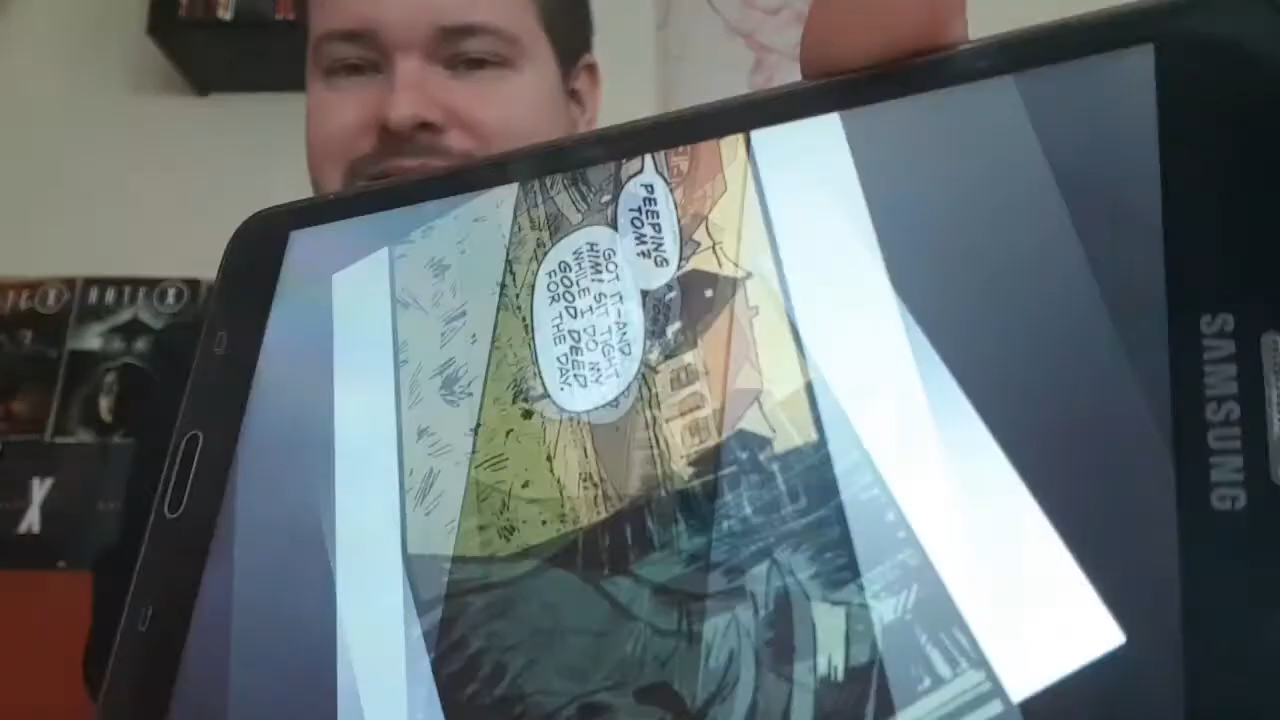 PEEPING
TOM?
GOT IT—AND
HIM! SIT TIGHT
WHILE I DO MY
GOOD DEED
FOR THE DAY.
SAMSUNG
X